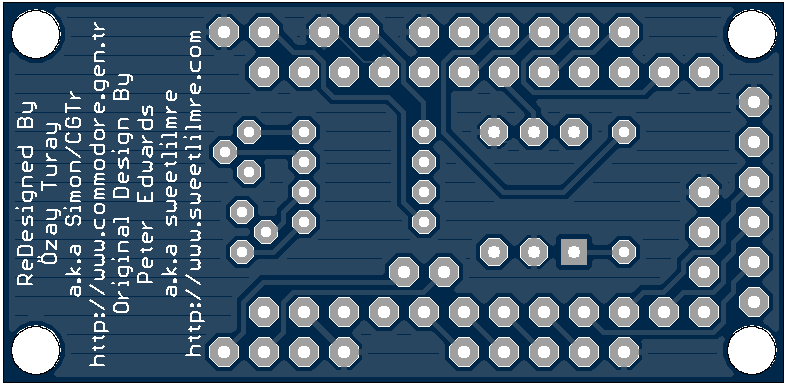 ReDesigned By
Özay Turay
a.k.a Simon/CGTr
http://www.commodore.gen.tr
Original Design By
Peter Edwards
a.k.a sweetlilmre
http://www.sweetlilmre.com